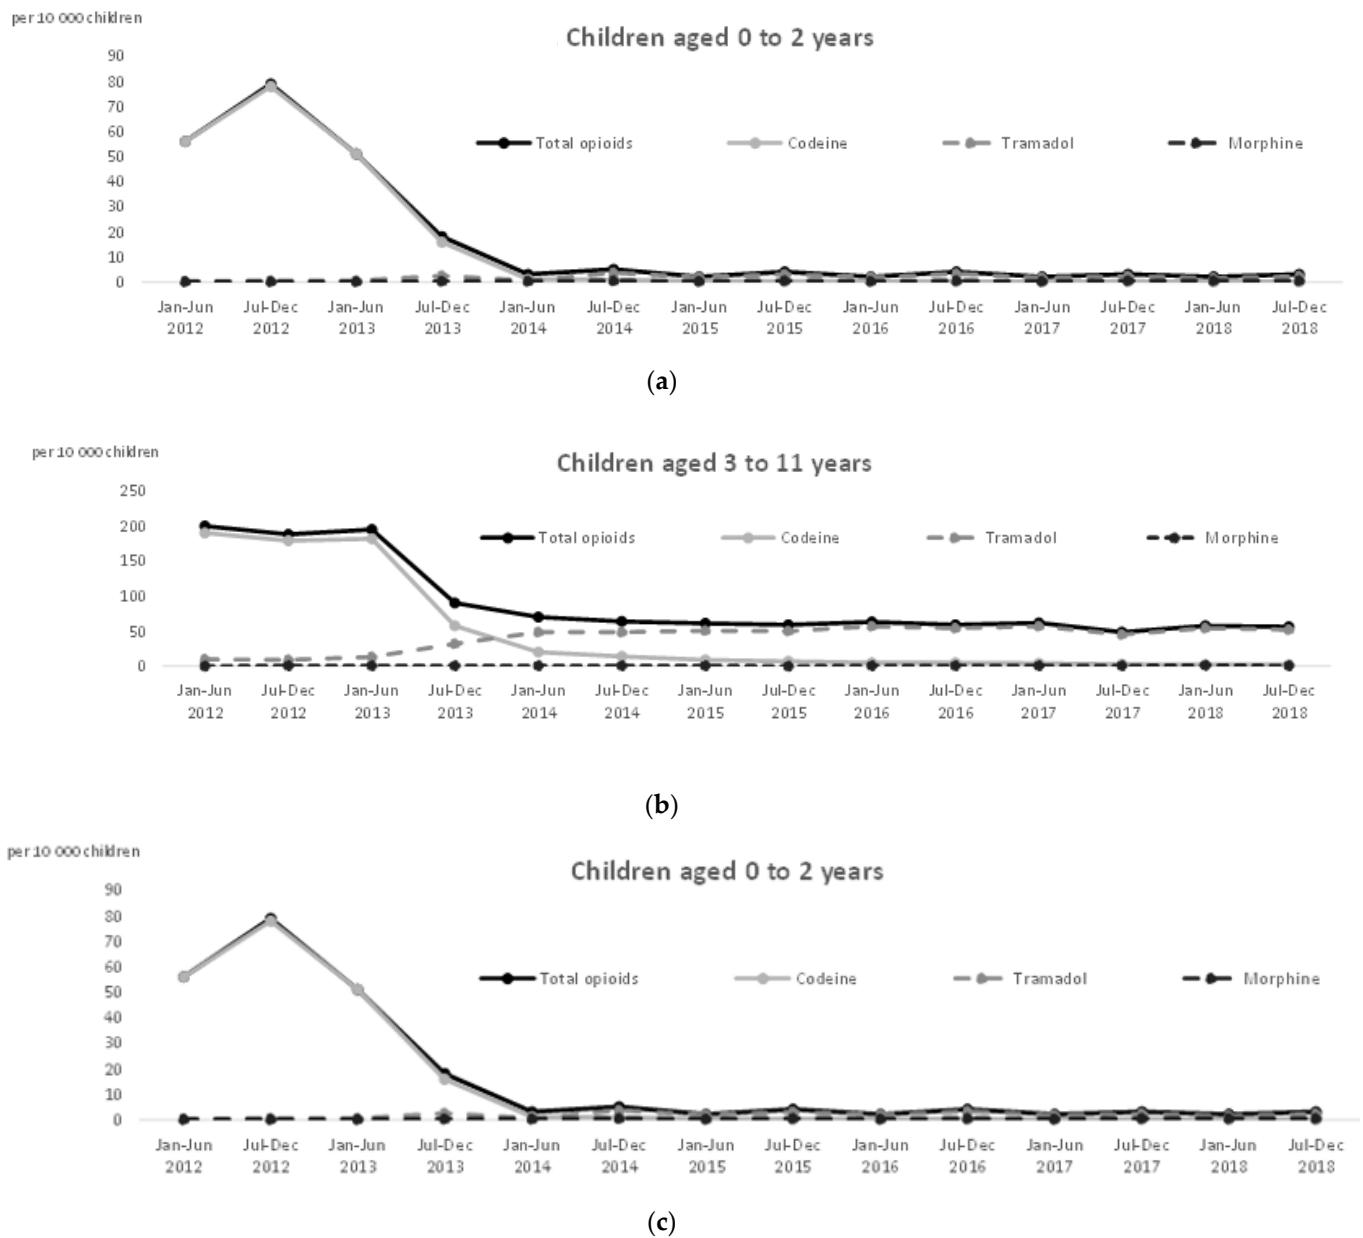 per 10 000 children
Children aged 0 to 2 years
90
80
70
60
50
40
30
20
10
0
Total opioids Codeine Tramadol Morphine
Jan-Jun Jul-Dec Jan-Jun Jul-Dec Jan-Jun Jul-Dec Jan-Jun Jul-Dec Jan-Jun Jul-Dec Jan-Jun Jul-Dec Jan-Jun Jul-Dec
2012 2012 2013 2013 2014 2014 2015 2015 2016 2016 2017 2017 2018 2018
(a)
per 10 000 children
Children aged 3 to 11 years
250
200
150
100
50
0
Total opioids Codeine Tramadol Morphine
Jan-Jun Jul-Dec Jan-Jun Jul-Dec Jan-Jun Jul-Dec Jan-Jun Jul-Dec Jan-Jun Jul-Dec Jan-Jun Jul-Dec Jan-Jun Jul-Dec
2012 2012 2013 2013 2014 2014 2015 2015 2016 2016 2017 2017 2018 2018
(b)
per 10 000 children
Children aged 0 to 2 years
90
80
70
60
50
40
30
20
10
0
Total opioids Codeine Tramadol Morphine
Jan-Jun Jul-Dec Jan-Jun Jul-Dec Jan-Jun Jul-Dec Jan-Jun Jul-Dec Jan-Jun Jul-Dec Jan-Jun Jul-Dec Jan-Jun Jul-Dec
2012 2012 2013 2013 2014 2014 2015 2015 2016 2016 2017 2017 2018 2018
(c)